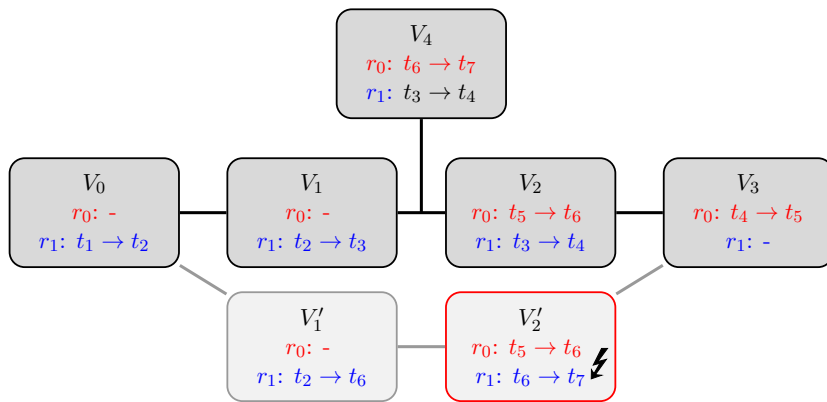 V₄
r₀: t₆ → t₇
r₁: t₃ → t₄
V₀
r₀: -
r₁: t₁ → t₂
V₁
r₀: -
r₁: t₂ → t₃
V₂
r₀: t₅ → t₆
r₁: t₃ → t₄
V₃
r₀: t₄ → t₅
r₁: -
V₁′
r₀: -
r₁: t₂ → t₆
V₂′
r₀: t₅ → t₆
r₁: t₆ → t₇